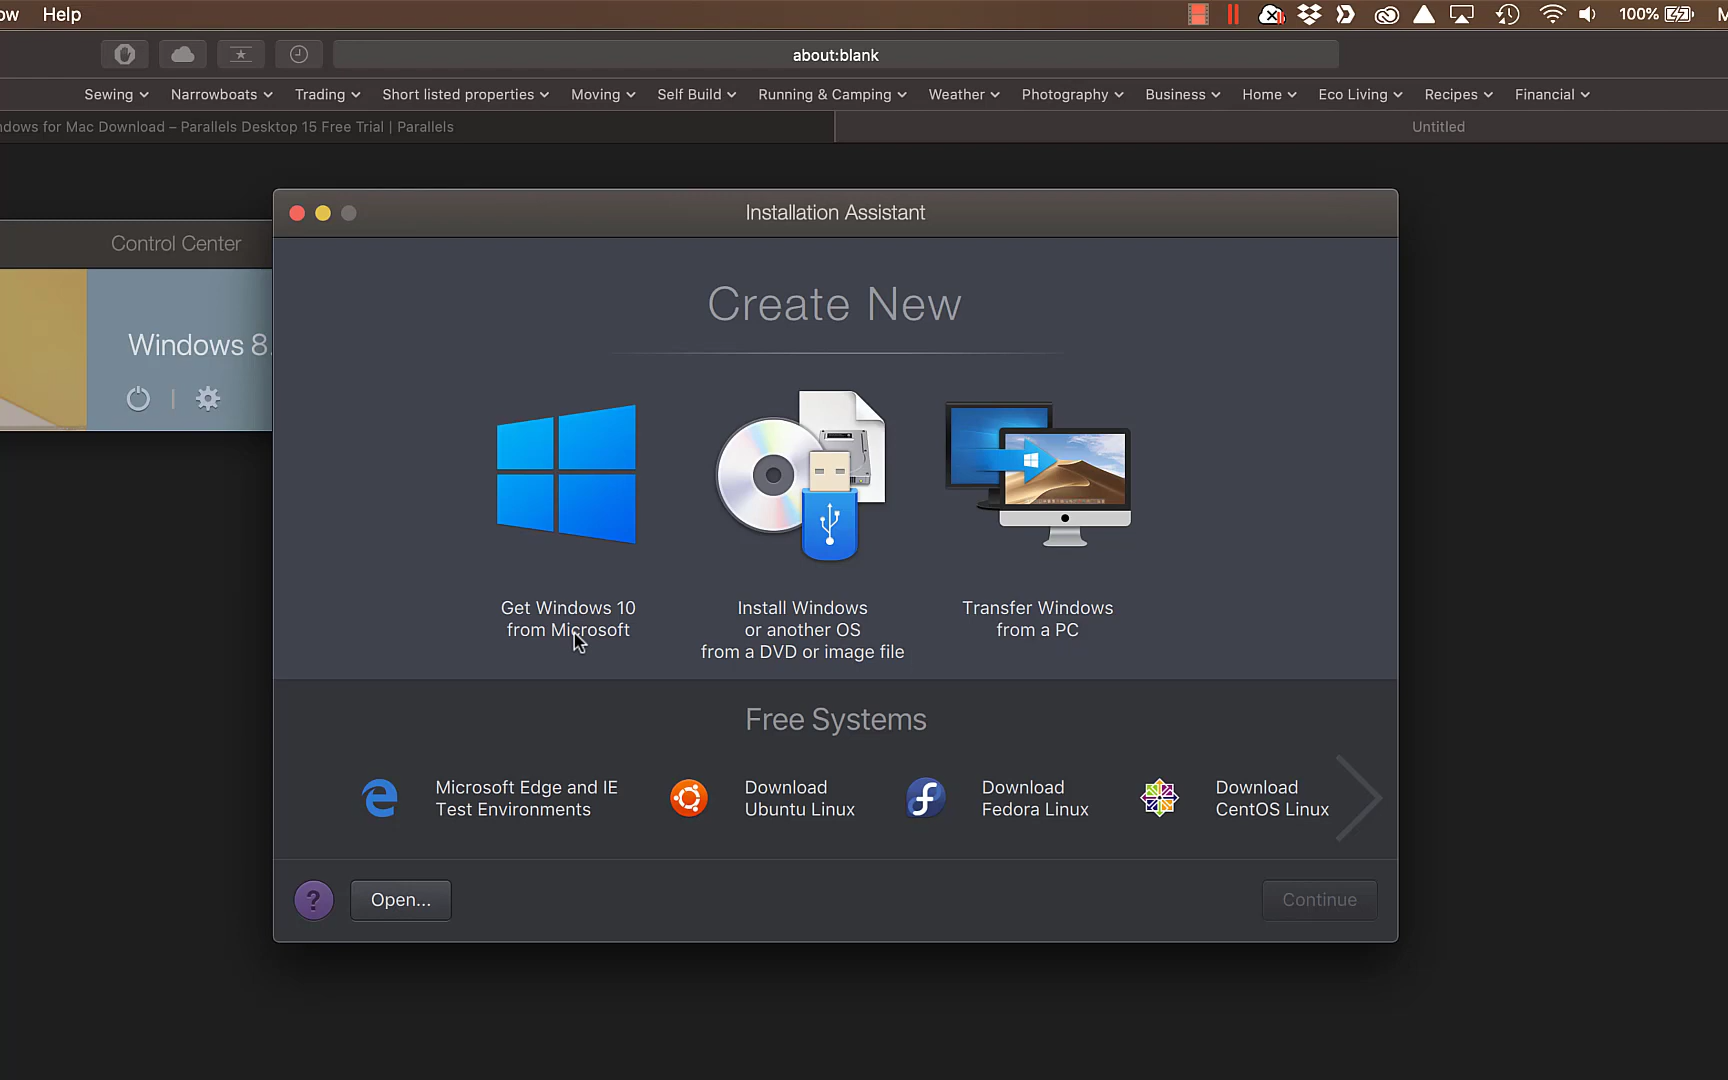 Help
100%
about:blank
Sewing Narrowboats Trading Short listed properties Moving Self Build Running & Camping Weather Photography Business Home Eco Living Recipes Financial
Windows for Mac Download – Parallels Desktop 15 Free Trial | Parallels
Untitled
Control Center
Windows 8.
Installation Assistant
Create New
Get Windows 10
from Microsoft
Install Windows
or another OS
from a DVD or image file
Transfer Windows
from a PC
Free Systems
Microsoft Edge and IE
Test Environments
Download
Ubuntu Linux
Download
Fedora Linux
Download
CentOS Linux
?
Open...
Continue